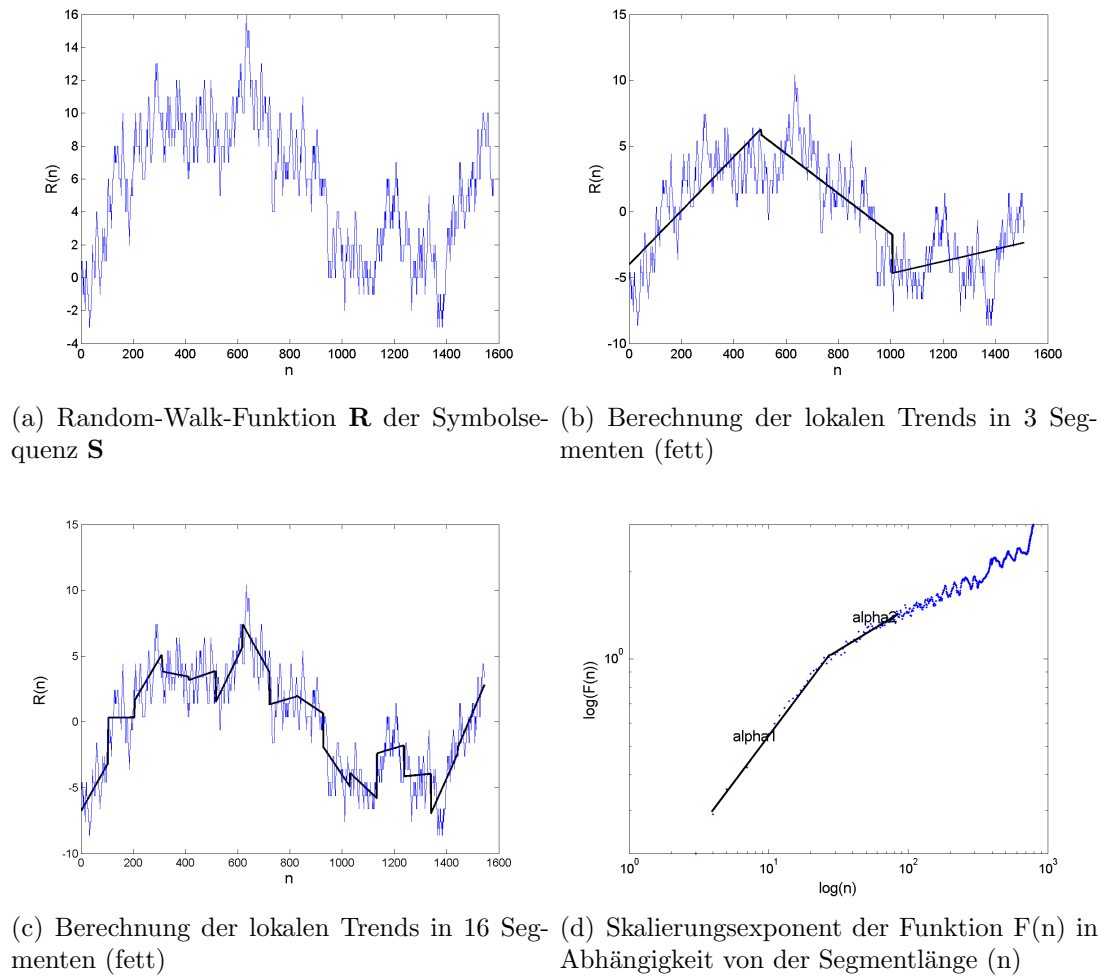 16
14
12
10
8
6
4
2
0
-2
-4
R(n)
0 200 400 600 800 1000 1200 1400 1600
n
15
10
5
0
-5
-10
R(n)
0 200 400 600 800 1000 1200 1400 1600
n
(a) Random-Walk-Funktion R der Symbolse-
quenz S
(b) Berechnung der lokalen Trends in 3 Seg-
menten (fett)
15
10
5
0
-5
-10
R(n)
0 200 400 600 800 1000 1200 1400 1600
n
alpha2
10^0
log(F(n))
alpha1
10^0 10^1 10^2 10^3
log(n)
(c) Berechnung der lokalen Trends in 16 Seg-
menten (fett)
(d) Skalierungsexponent der Funktion F(n) in
Abhängigkeit von der Segmentlänge (n)